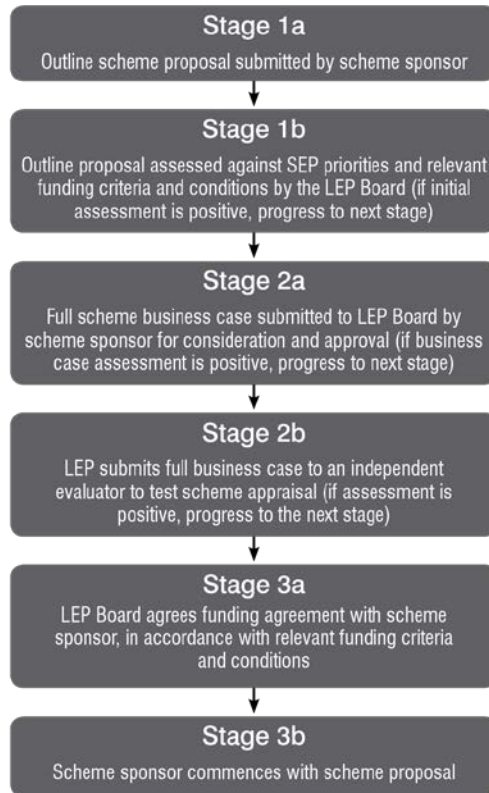 Stage 1a
Outline scheme proposal submitted by scheme sponsor
Stage 1b
Outline proposal assessed against SEP priorities and relevant
funding criteria and conditions by the LEP Board (if initial
assessment is positive, progress to next stage)
Stage 2a
Full scheme business case submitted to LEP Board by
scheme sponsor for consideration and approval (if business
case assessment is positive, progress to next stage)
Stage 2b
LEP submits full business case to an independent
evaluator to test scheme appraisal (if assessment is
positive, progress to the next stage)
Stage 3a
LEP Board agrees funding agreement with scheme
sponsor, in accordance with relevant funding criteria
and conditions
Stage 3b
Scheme sponsor commences with scheme proposal